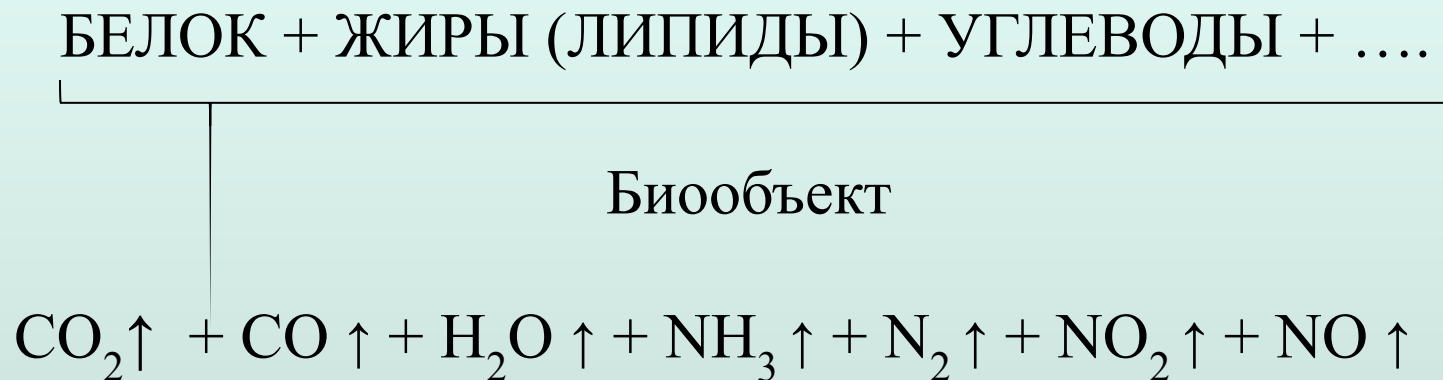 БЕЛОК + ЖИРЫ (ЛИПИДЫ) + УГЛЕВОДЫ + ….
Биообъект
CO₂↑ + CO ↑ + H₂O ↑ + NH₃ ↑ + N₂ ↑ + NO₂ ↑ + NO ↑